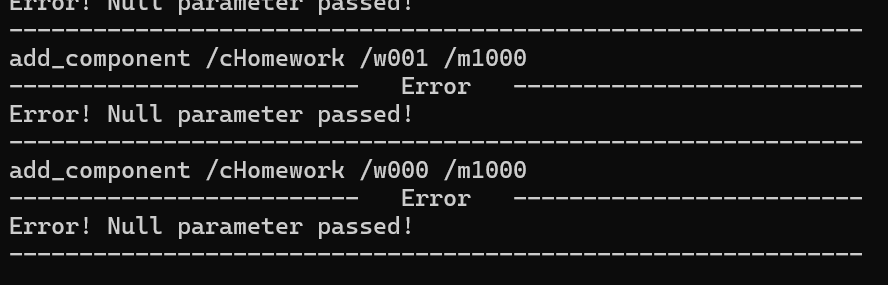 Error! Null parameter passed!
-------------------------------------------------------------
add_component /cHomework /w001 /m1000
-------------------------   Error   -------------------------
Error! Null parameter passed!
-------------------------------------------------------------
add_component /cHomework /w000 /m1000
-------------------------   Error   -------------------------
Error! Null parameter passed!
-------------------------------------------------------------